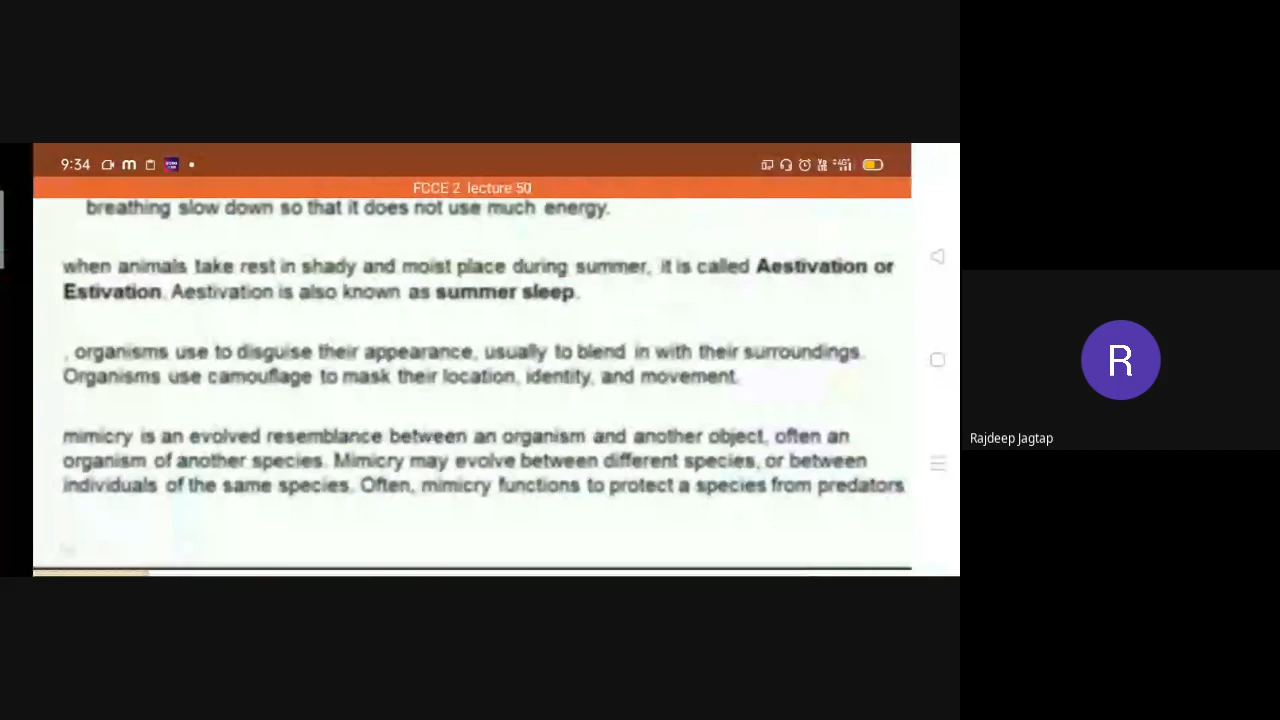 9:34
FCCE 2 lecture 50
breathing slow down so that it does not use much energy.
when animals take rest in shady and moist place during summer, it is called Aestivation or
Estivation. Aestivation is also known as summer sleep.
, organisms use to disguise their appearance, usually to blend in with their surroundings.
Organisms use camouflage to mask their location, identity, and movement.
mimicry is an evolved resemblance between an organism and another object, often an
organism of another species. Mimicry may evolve between different species, or between
individuals of the same species. Often, mimicry functions to protect a species from predators
R
Rajdeep Jagtap